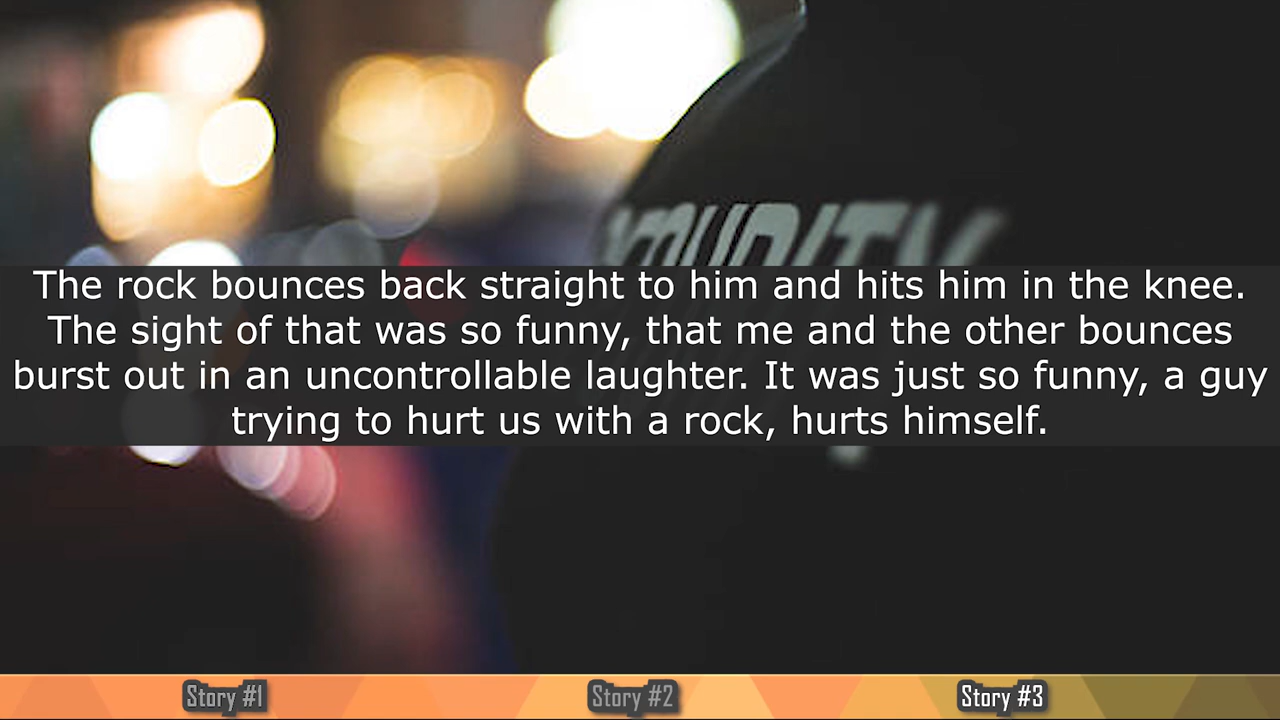 SECURITY
The rock bounces back straight to him and hits him in the knee.
The sight of that was so funny, that me and the other bounces
burst out in an uncontrollable laughter. It was just so funny, a guy
trying to hurt us with a rock, hurts himself.
Story #1
Story #2
Story #3